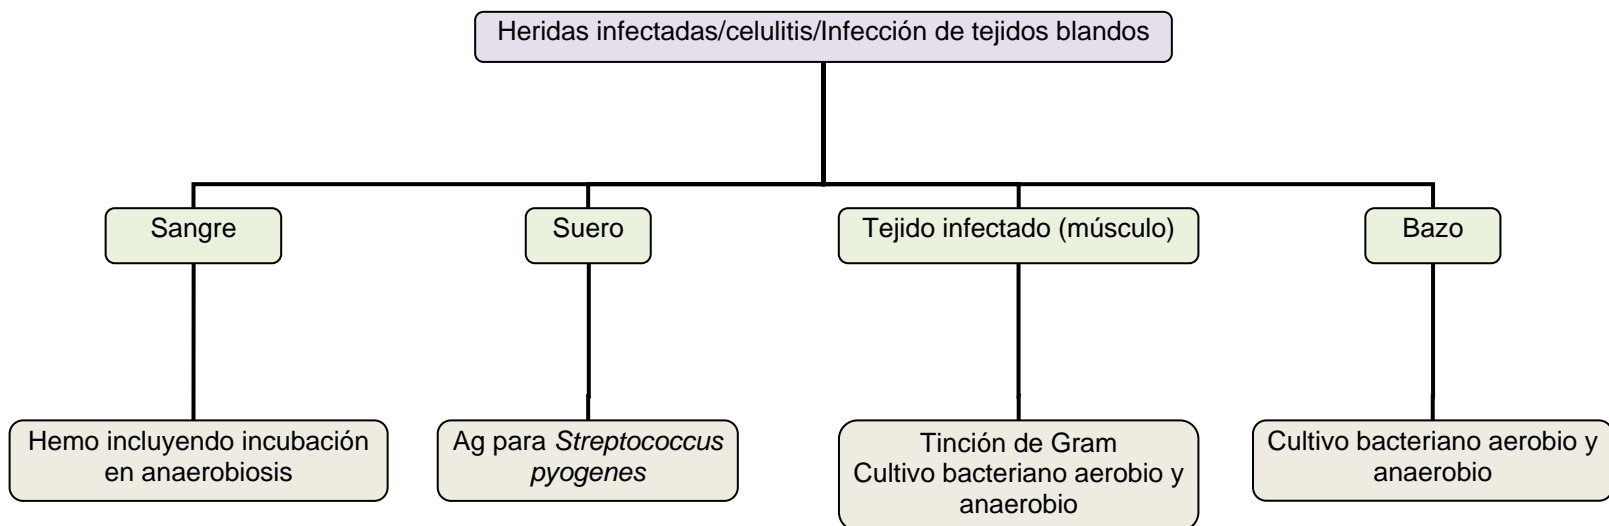 Heridas infectadas/celulitis/Infección de tejidos blandos
Sangre
Suero
Tejido infectado (músculo)
Bazo
Hemo incluyendo incubación
en anaerobiosis
Ag para Streptococcus
pyogenes
Tinción de Gram
Cultivo bacteriano aerobio y
anaerobio
Cultivo bacteriano aerobio y
anaerobio